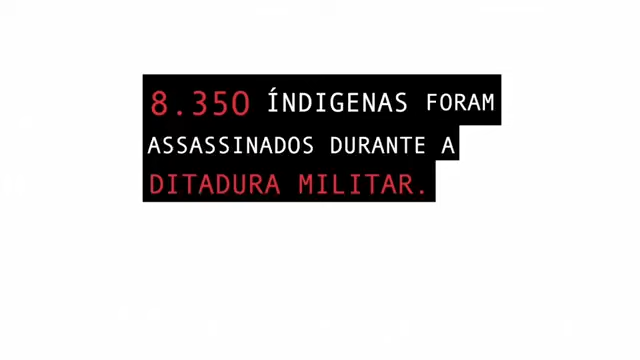 8.350 ÍNDIGENAS FORAM
ASSASSINADOS DURANTE A
DITADURA MILITAR.